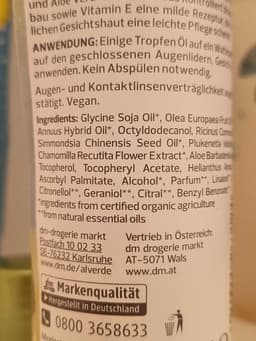 und Aloe
bau sowie Vitamin E eine milde
lichen Gesichtshaut eine leichte Pflege
ANWENDUNG: Einige Tropfen Öl auf ein
auf den geschlossenen Augenlidern,
anwenden. Kein Abspülen notwendig.
Augen- und Kontaktlinsenverträglichkeit
stätigt. Vegan.
Ingredients: Glycine Soja Oil*, Olea Europaea
Annuus Hybrid Oil*, Octyldodecanol, Ricinus
Simmondsia Chinensis Seed Oil*, Plukenetia
Chamomilla Recutita Flower Extract*, Aloe
Tocopherol, Tocopheryl Acetate, Helianthus
Ascorbyl Palmitate, Alcohol*, Parfum**,
Citronellol**, Geraniol**, Citral**, Benzyl
*ingredients from certified organic agriculture
**from natural essential oils
dm-drogerie markt
Postfach 10 02 33
DE-76232 Karlsruhe
www.dm.de/alverde
Vertrieb in Österreich:
dm drogerie markt
AT-5071 Wals
www.dm.at
dm Markenqualität
Hergestellt in Deutschland
0800 3658633